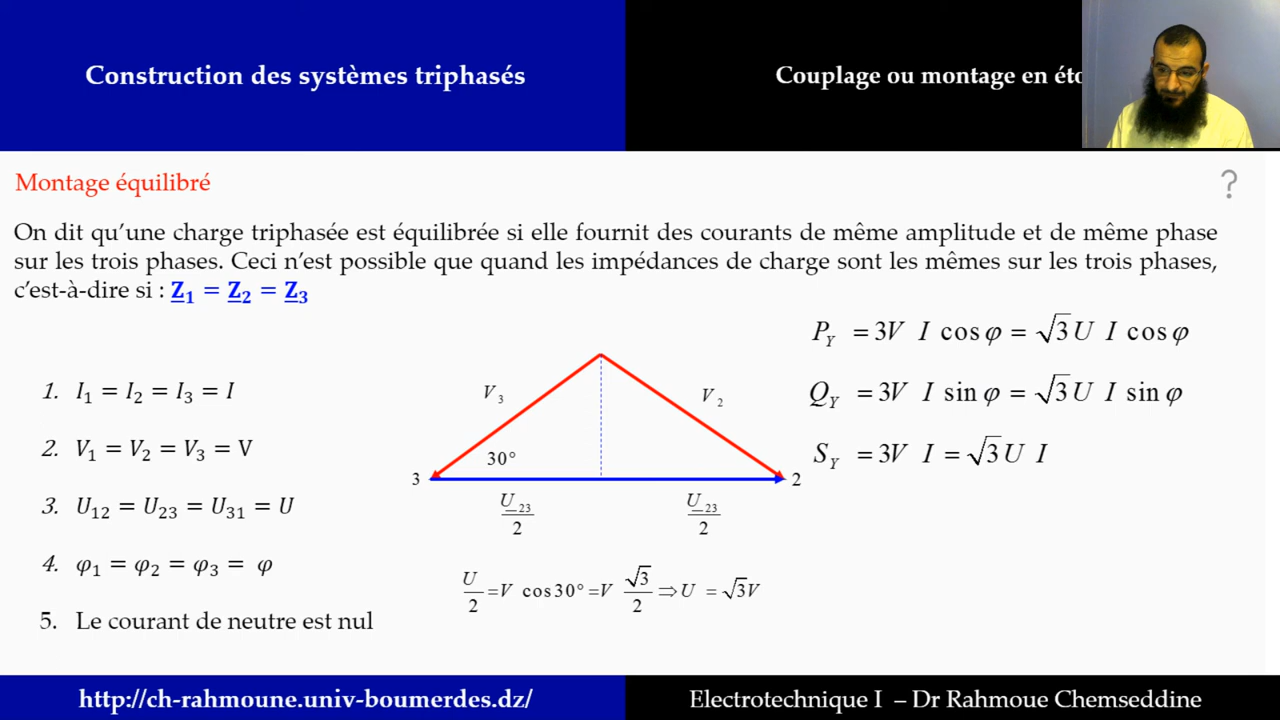 Construction des systèmes triphasés
Couplage ou montage en éto
Montage équilibré
?
On dit qu'une charge triphasée est équilibrée si elle fournit des courants de même amplitude et de même phase
sur les trois phases. Ceci n'est possible que quand les impédances de charge sont les mêmes sur les trois phases,
c'est-à-dire si : Z₁ = Z₂ = Z₃
1. I₁ = I₂ = I₃ = I
2. V₁ = V₂ = V₃ = V
3. U₁₂ = U₂₃ = U₃₁ = U
4. φ₁ = φ₂ = φ₃ = φ
5. Le courant de neutre est nul
V₃
V₂
30°
3
2
U₂₃/2
U₂₃/2
U/2 = V cos 30° = V √3/2 ⇒ U = √3V
P_Y = 3V I cos φ = √3 U I cos φ
Q_Y = 3V I sin φ = √3 U I sin φ
S_Y = 3V I = √3 U I
http://ch-rahmoune.univ-boumerdes.dz/
Electrotechnique I – Dr Rahmoue Chemseddine